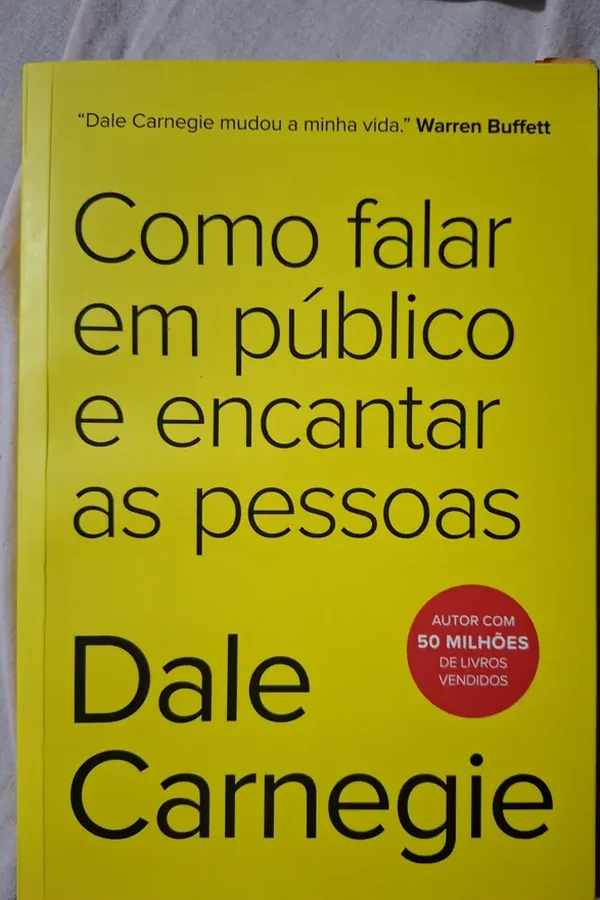 “Dale Carnegie mudou a minha vida.” Warren Buffett
Como falar
em público
e encantar
as pessoas
AUTOR COM
50 MILHÕES
DE LIVROS
VENDIDOS
Dale
Carnegie